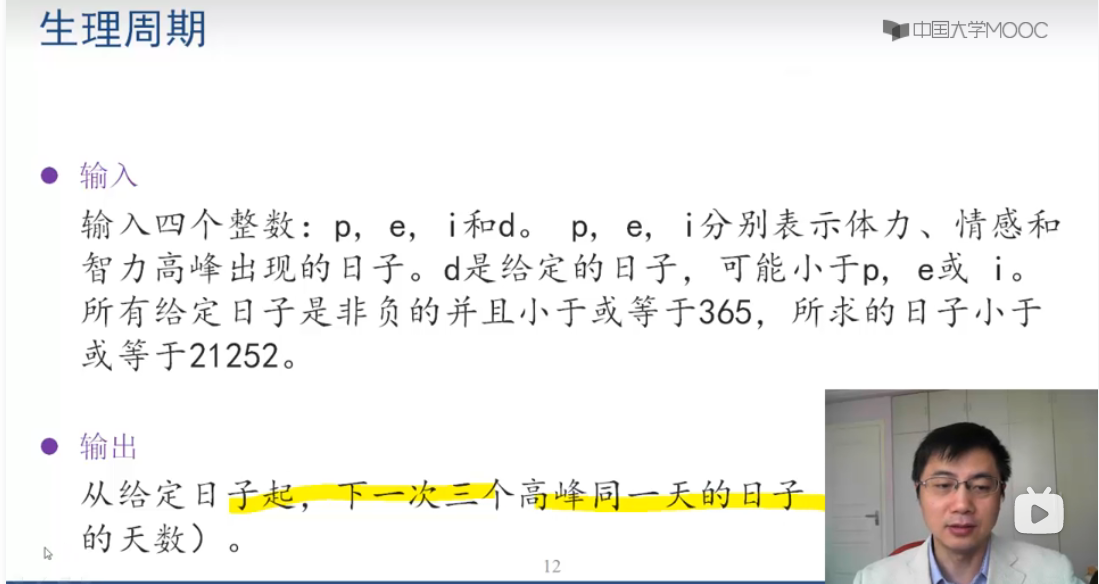 生理周期
中国大学MOOC
● 输入
输入四个整数：p, e, i和d。 p, e, i分别表示体力、情感和
智力高峰出现的日子。d是给定的日子，可能小于p, e或 i。
所有给定日子是非负的并且小于或等于365，所求的日子小于
或等于21252。
● 输出
从给定日子起，下一次三个高峰同一天的日子
的天数）。
12